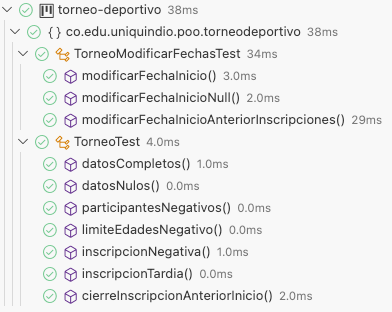 torneo-deportivo 38ms
{ } co.edu.uniquindio.poo.torneodeportivo 38ms
TorneoModificarFechasTest 34ms
modificarFechaInicio() 3.0ms
modificarFechaInicioNull() 2.0ms
modificarFechaInicioAnteriorInscripciones() 29ms
TorneoTest 4.0ms
datosCompletos() 1.0ms
datosNulos() 0.0ms
participantesNegativos() 0.0ms
limiteEdadesNegativo() 0.0ms
inscripcionNegativa() 1.0ms
inscripcionTardia() 0.0ms
cierreInscripcionAnteriorInicio() 2.0ms